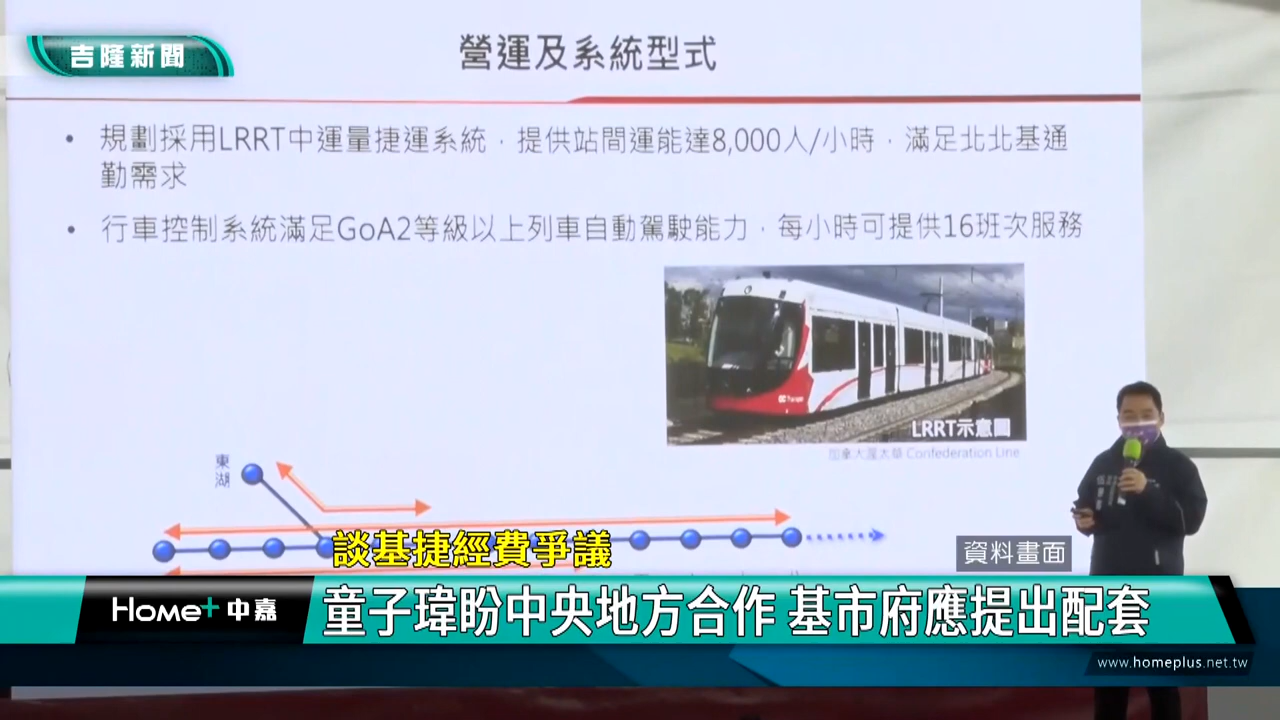 吉隆新聞
營運及系統型式
• 規劃採用LRRT中運量捷運系統，提供站間運能達8,000人/小時，滿足北北基通
勤需求
• 行車控制系統滿足GoA2等級以上列車自動駕駛能力，每小時可提供16班次服務
LRRT示意圖
加拿大渥太華 Confederation Line
東湖
談基捷經費爭議
資料畫面
Home+中嘉
童子瑋盼中央地方合作 基市府應提出配套
www.homeplus.net.tw